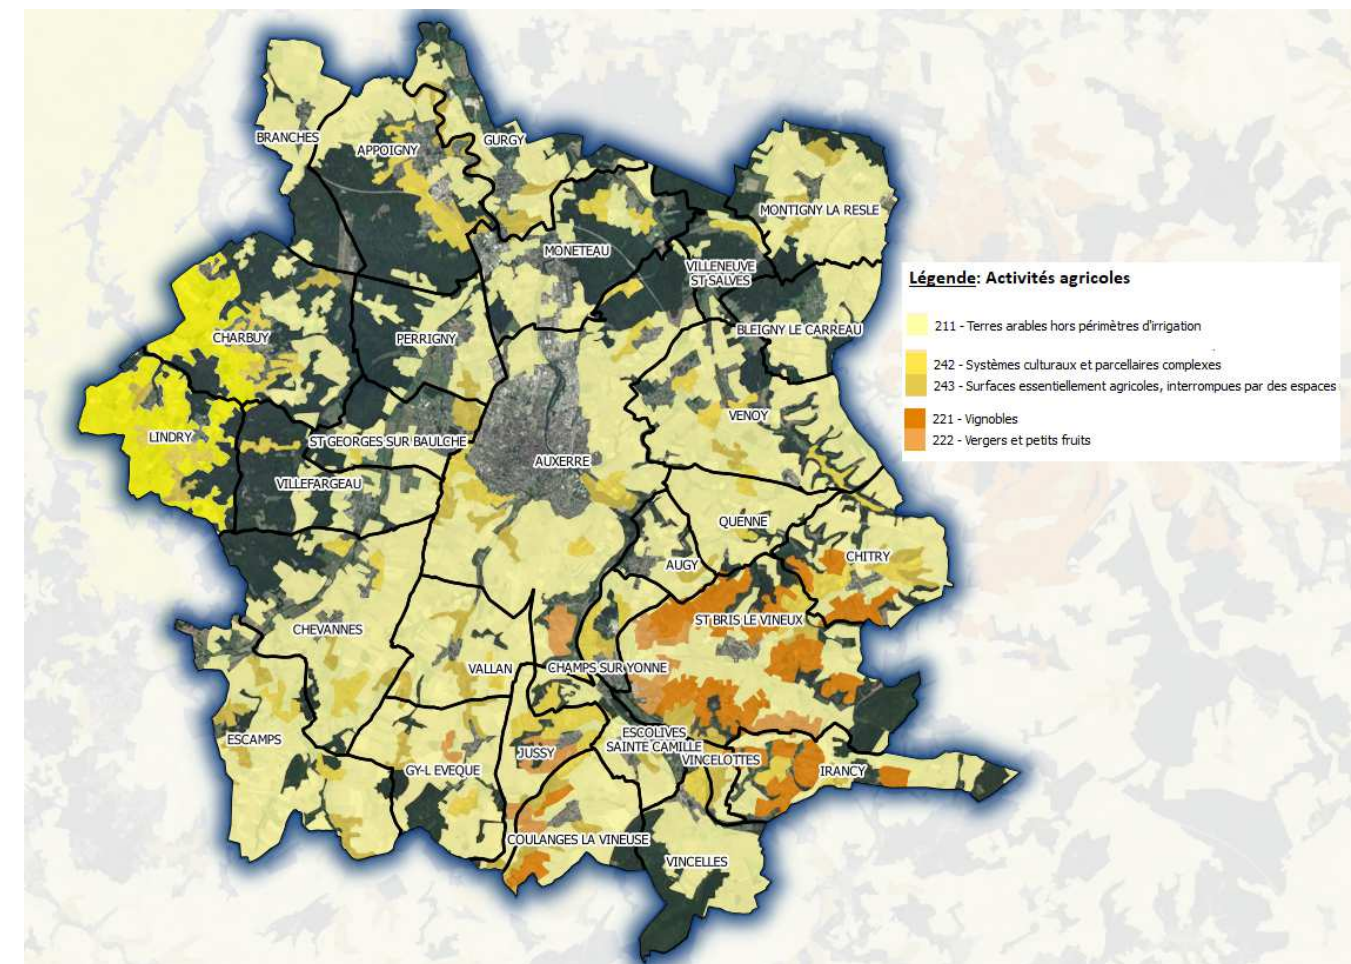 BRANCHES
APPOIGNY
GURGY
MONTIGNY LA RESLE
MONETEAU
VILLENEUVE
ST SALVES
Légende: Activités agricoles
211 - Terres arables hors périmètres d'irrigation
CHARBUY
PERRIGNY
BLEIGNY LE CARREAU
242 - Systèmes culturaux et parcellaires complexes
243 - Surfaces essentiellement agricoles, interrompues par des espaces
VENOY
221 - Vignobles
LINDRY
ST GEORGES SUR BAULCHE
222 - Vergers et petits fruits
AUXERRE
VILLEFARGEAU
QUENNE
CHITRY
AUGY
CHEVANNES
ST BRIS LE VINEUX
VALLAN
CHAMPS SUR YONNE
ESCAMPS
ESCOLIVES
SAINTE CAMILLE
JUSSY
VINCELOTTES
GY-L EVEQUE
IRANCY
COULANGES LA VINEUSE
VINCELLES